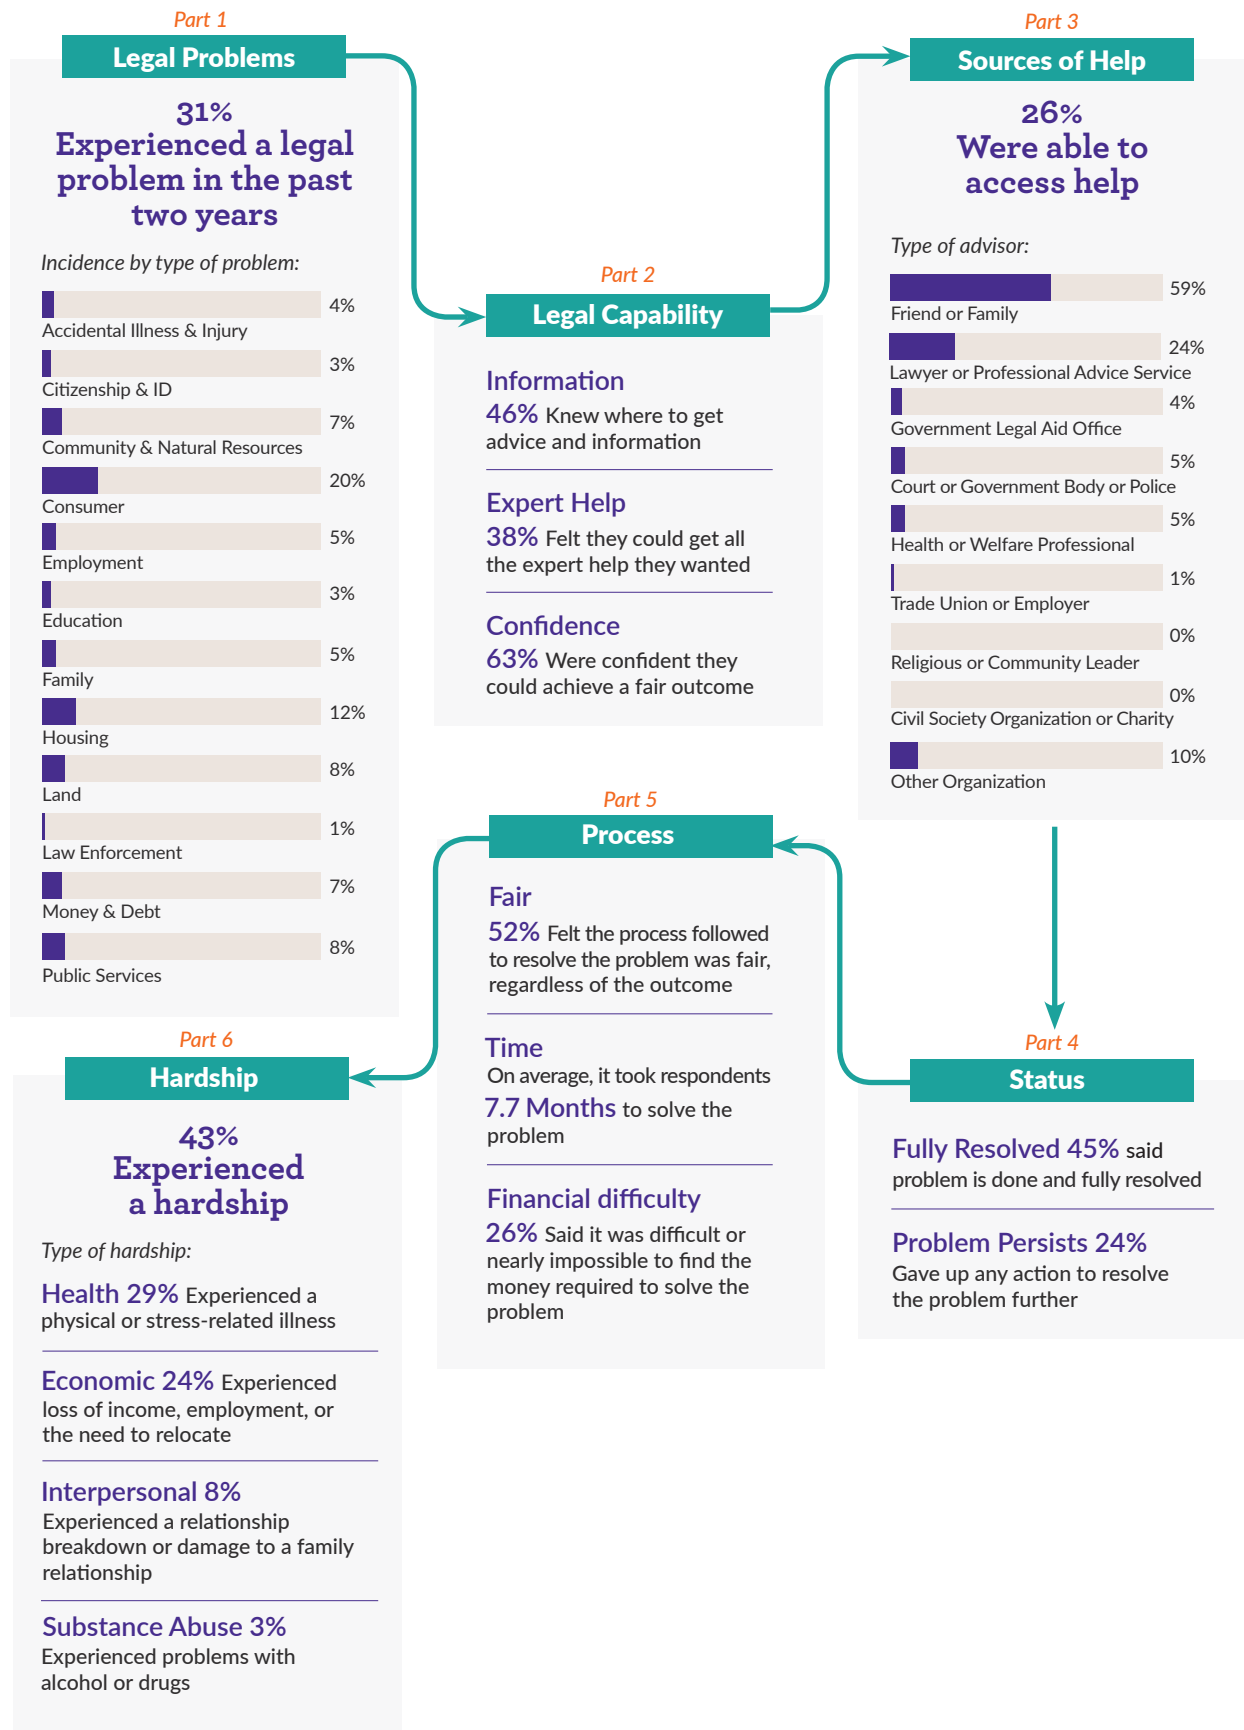 Part 1
Legal Problems
31%
Experienced a legal
problem in the past
two years
Incidence by type of problem:
4%
Accidental Illness & Injury
3%
Citizenship & ID
7%
Community & Natural Resources
20%
Consumer
5%
Employment
3%
Education
5%
Family
12%
Housing
8%
Land
1%
Law Enforcement
7%
Money & Debt
8%
Public Services
Part 2
Legal Capability
Information
46% Knew where to get
advice and information
Expert Help
38% Felt they could get all
the expert help they wanted
Confidence
63% Were confident they
could achieve a fair outcome
Part 3
Sources of Help
26%
Were able to
access help
Type of advisor:
59%
Friend or Family
24%
Lawyer or Professional Advice Service
4%
Government Legal Aid Office
5%
Court or Government Body or Police
5%
Health or Welfare Professional
1%
Trade Union or Employer
0%
Religious or Community Leader
0%
Civil Society Organization or Charity
10%
Other Organization
Part 4
Status
Fully Resolved 45% said
problem is done and fully resolved
Problem Persists 24%
Gave up any action to resolve
the problem further
Part 5
Process
Fair
52% Felt the process followed
to resolve the problem was fair,
regardless of the outcome
Time
On average, it took respondents
7.7 Months to solve the
problem
Financial difficulty
26% Said it was difficult or
nearly impossible to find the
money required to solve the
problem
Part 6
Hardship
43%
Experienced
a hardship
Type of hardship:
Health 29% Experienced a
physical or stress-related illness
Economic 24% Experienced
loss of income, employment, or
the need to relocate
Interpersonal 8%
Experienced a relationship
breakdown or damage to a family
relationship
Substance Abuse 3%
Experienced problems with
alcohol or drugs